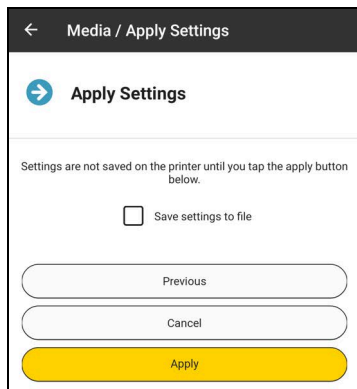 Media / Apply Settings
Apply Settings
Settings are not saved on the printer until you tap the apply button
below.
Save settings to file
Previous
Cancel
Apply